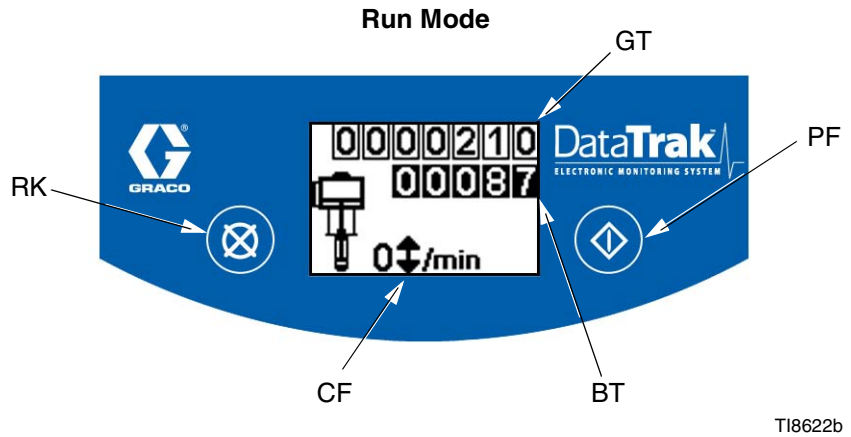 Run Mode
GT
GRACO
0000210
DataTrak
ELECTRONIC MONITORING SYSTEM
PF
00087
RK
0 /min
CF
BT
TI8622b